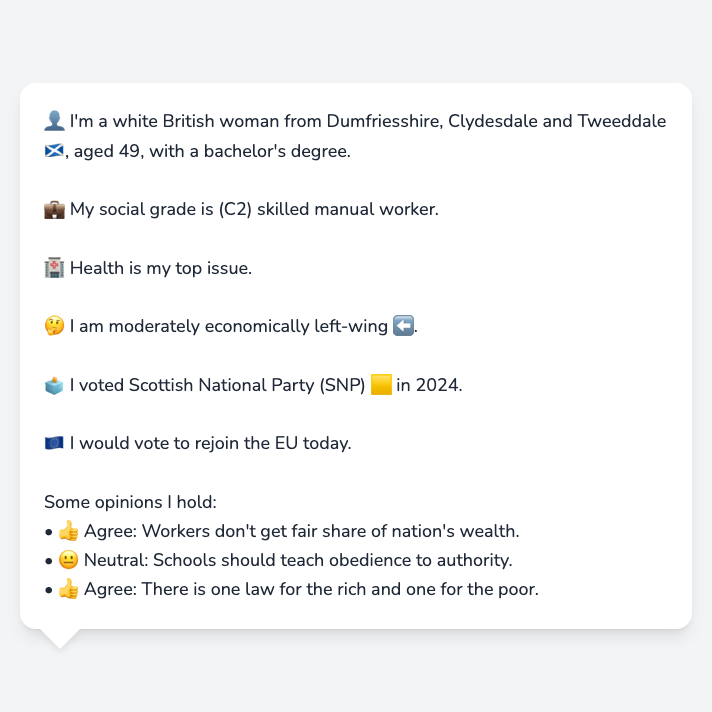 👤 I'm a white British woman from Dumfriesshire, Clydesdale and Tweeddale
🏴󠁧󠁢󠁳󠁣󠁴󠁿, aged 49, with a bachelor's degree.
💼 My social grade is (C2) skilled manual worker.
🏥 Health is my top issue.
🤔 I am moderately economically left-wing ⬅️.
🗳️ I voted Scottish National Party (SNP) 🟨 in 2024.
🇪🇺 I would vote to rejoin the EU today.
Some opinions I hold:
• 👍 Agree: Workers don't get fair share of nation's wealth.
• 😐 Neutral: Schools should teach obedience to authority.
• 👍 Agree: There is one law for the rich and one for the poor.